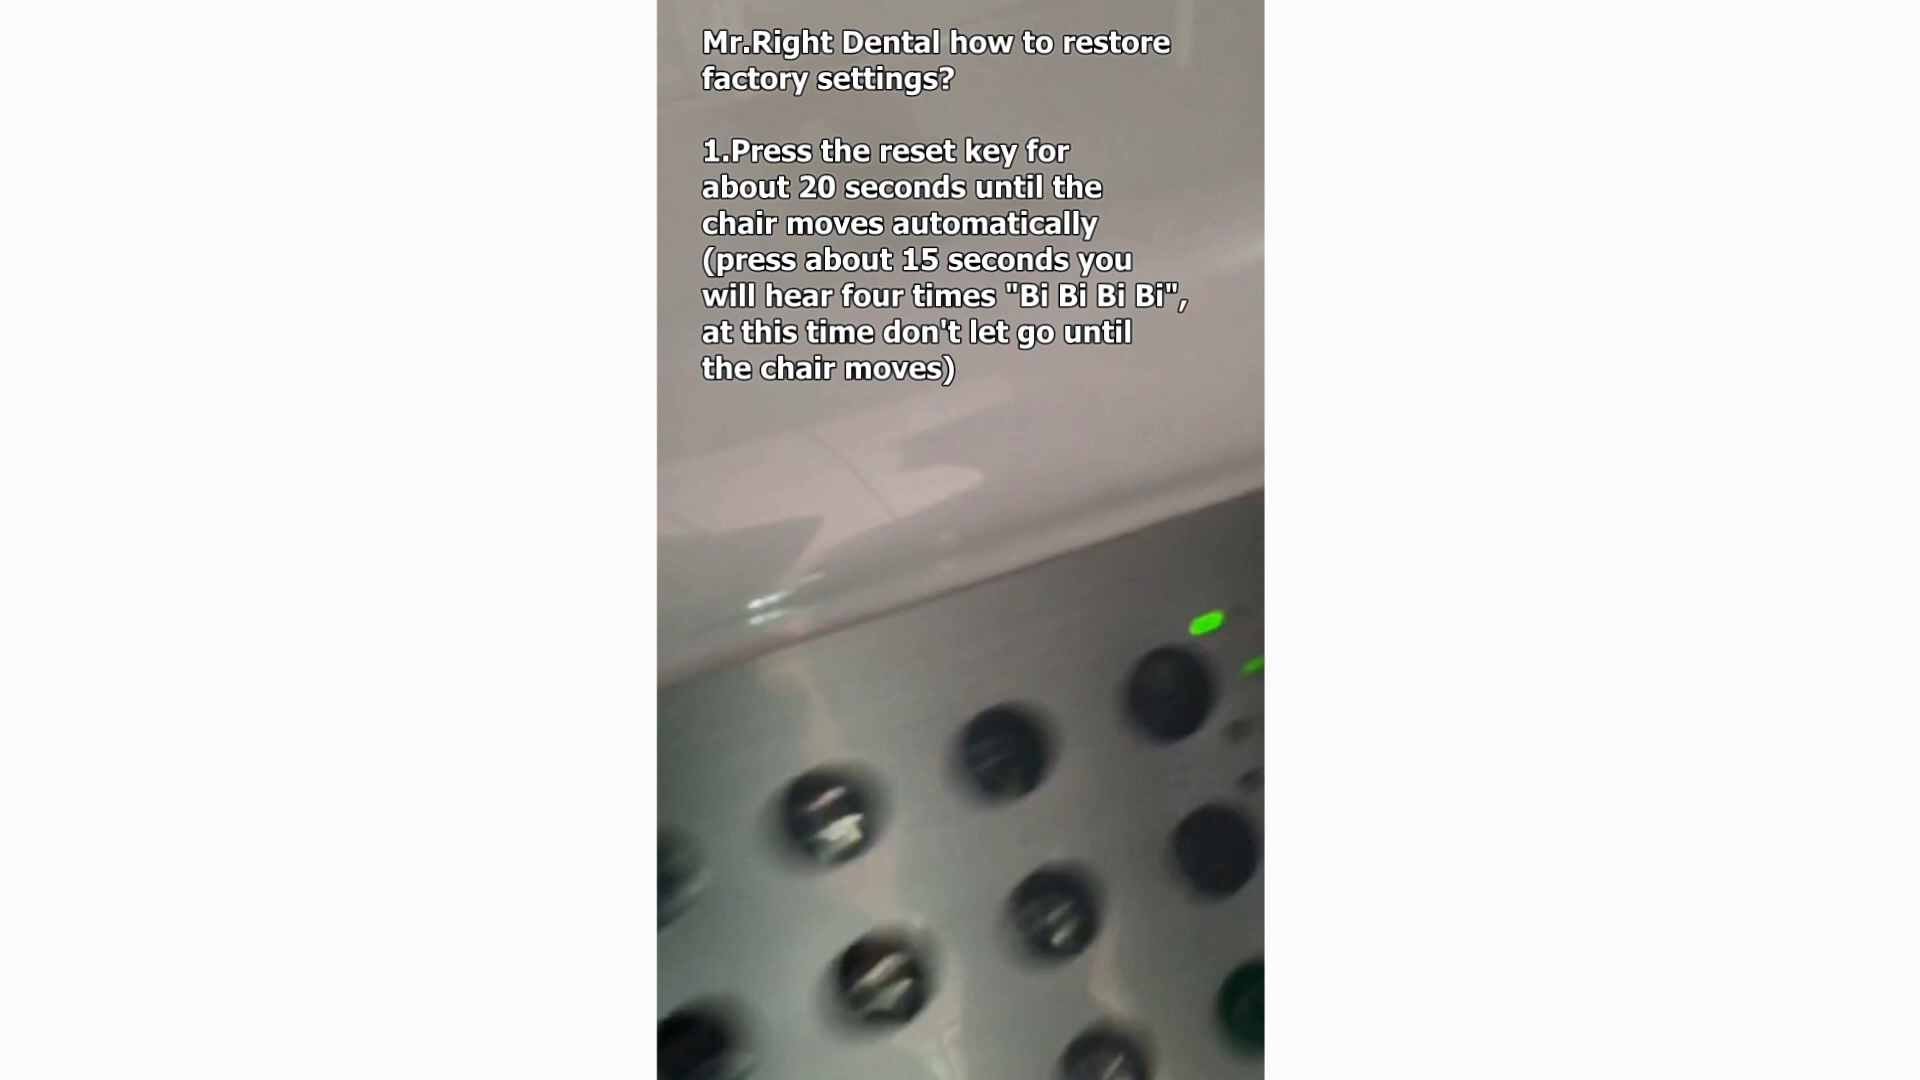 Mr.Right Dental how to restore
factory settings?
1.Press the reset key for
about 20 seconds until the
chair moves automatically
(press about 15 seconds you
will hear four times "Bi Bi Bi Bi",
at this time don't let go until
the chair moves)